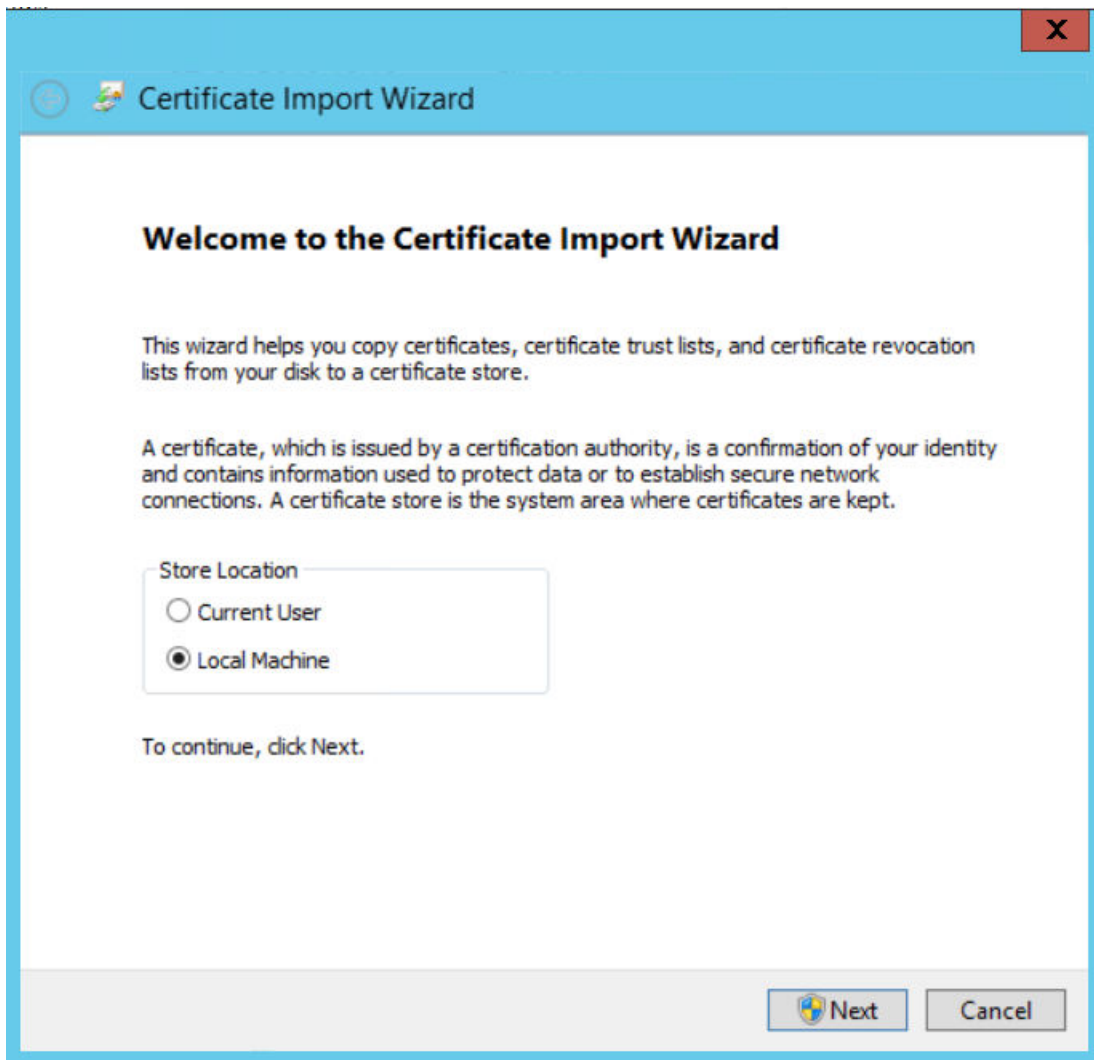 X
Certificate Import Wizard
Welcome to the Certificate Import Wizard
This wizard helps you copy certificates, certificate trust lists, and certificate revocation
lists from your disk to a certificate store.
A certificate, which is issued by a certification authority, is a confirmation of your identity
and contains information used to protect data or to establish secure network
connections. A certificate store is the system area where certificates are kept.
Store Location
Current User
Local Machine
To continue, click Next.
Next
Cancel